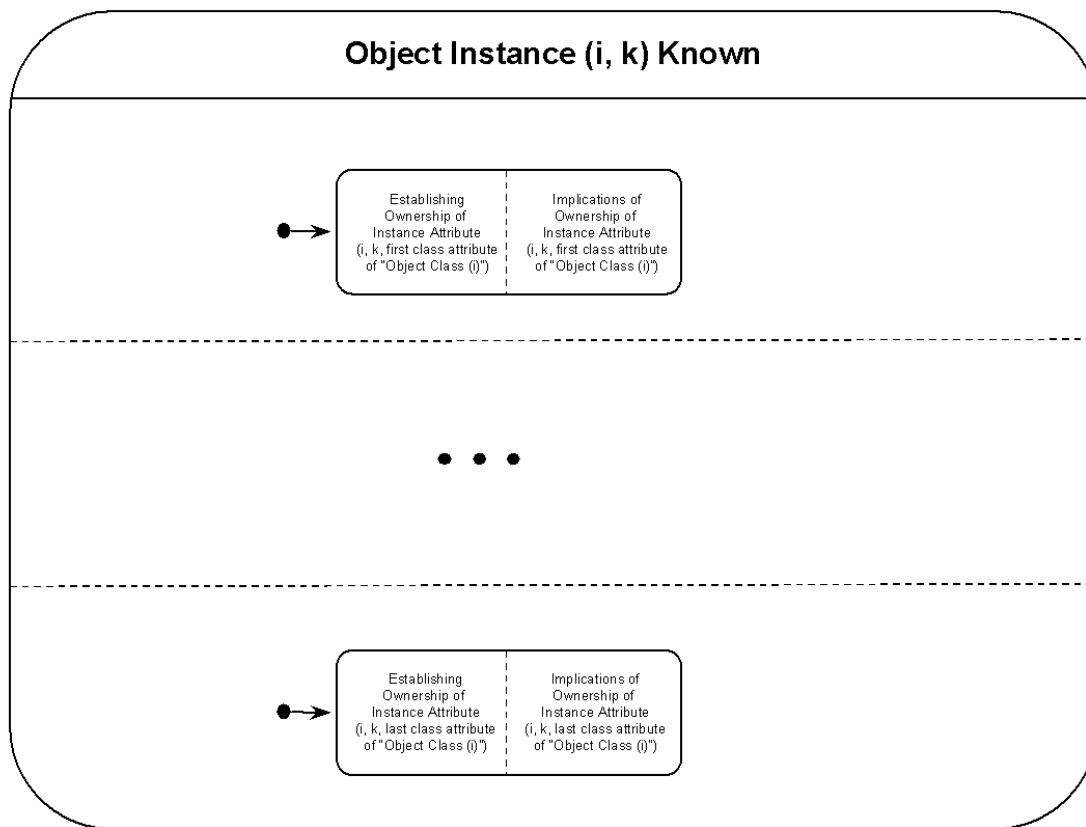 Object Instance (i, k) Known
Establishing
Ownership of
Instance Attribute
(i, k, first class attribute
of "Object Class (i)")
Implications of
Ownership of
Instance Attribute
(i, k, first class attribute
of "Object Class (i)")
Establishing
Ownership of
Instance Attribute
(i, k, last class attribute
of "Object Class (i)")
Implications of
Ownership of
Instance Attribute
(i, k, last class attribute
of "Object Class (i)")